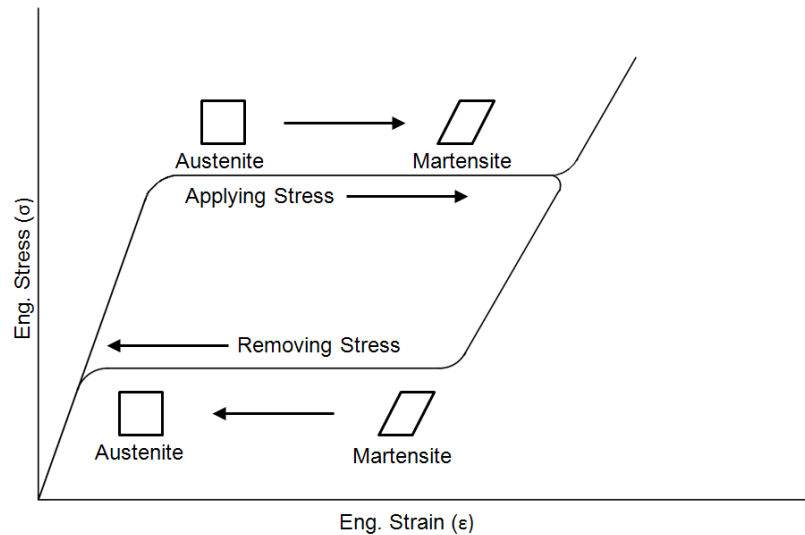 Austenite
Martensite
Applying Stress
Eng. Stress (σ)
Removing Stress
Austenite
Martensite
Eng. Strain (ε)